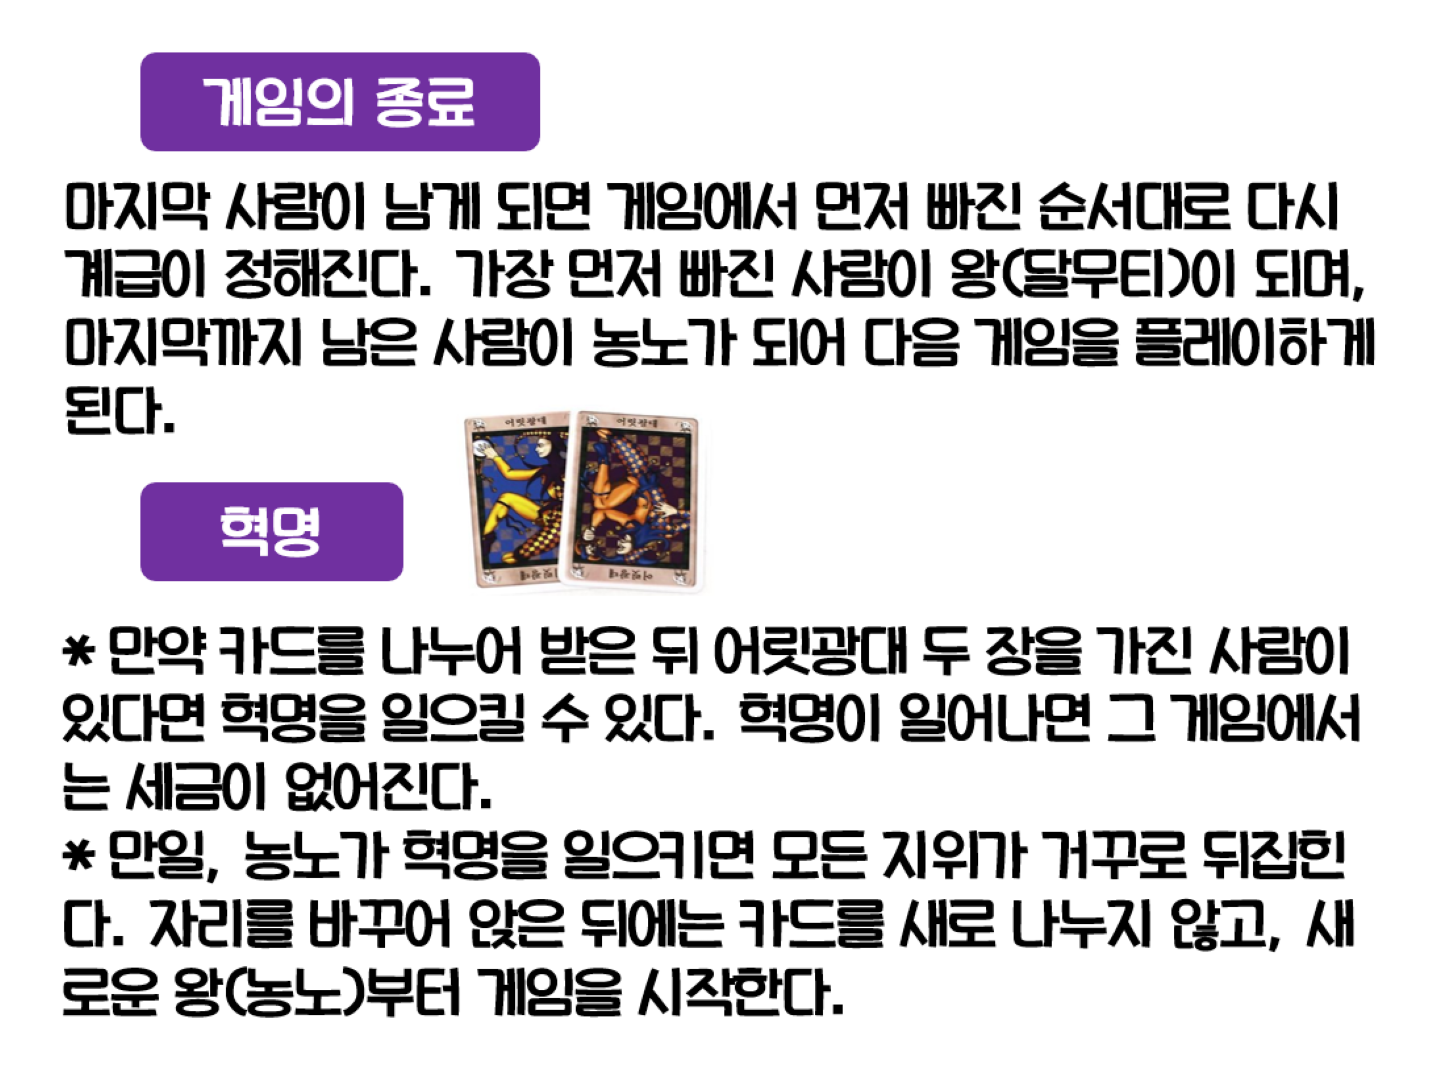 게임의 종료
마지막 사람이 남게 되면 게임에서 먼저 빠진 순서대로 다시
계급이 정해진다. 가장 먼저 빠진 사람이 왕(달무티)이 되며,
마지막까지 남은 사람이 농노가 되어 다음 게임을 플레이하게
된다.
어릿광대
어릿광대
어릿광대
어릿광대
혁명
* 만약 카드를 나누어 받은 뒤 어릿광대 두 장을 가진 사람이
있다면 혁명을 일으킬 수 있다. 혁명이 일어나면 그 게임에서
는 세금이 없어진다.
* 만일, 농노가 혁명을 일으키면 모든 지위가 거꾸로 뒤집힌
다. 자리를 바꾸어 앉은 뒤에는 카드를 새로 나누지 않고, 새
로운 왕(농노)부터 게임을 시작한다.